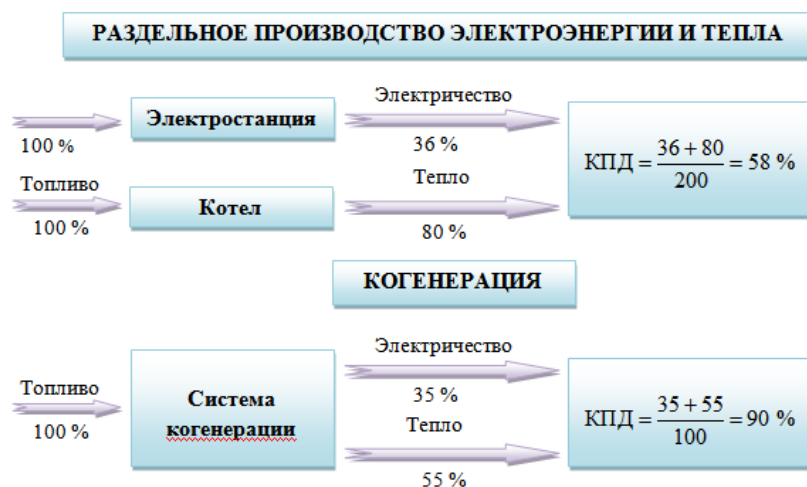 РАЗДЕЛЬНОЕ ПРОИЗВОДСТВО ЭЛЕКТРОЭНЕРГИИ И ТЕПЛА
Электростанция
Электричество
100 %
36 %
КПД = 36 + 80 / 200 = 58 %
Топливо
Котел
Тепло
100 %
80 %
КОГЕНЕРАЦИЯ
Электричество
Топливо
100 %
Система
когенерации
35 %
Тепло
55 %
КПД = 35 + 55 / 100 = 90 %